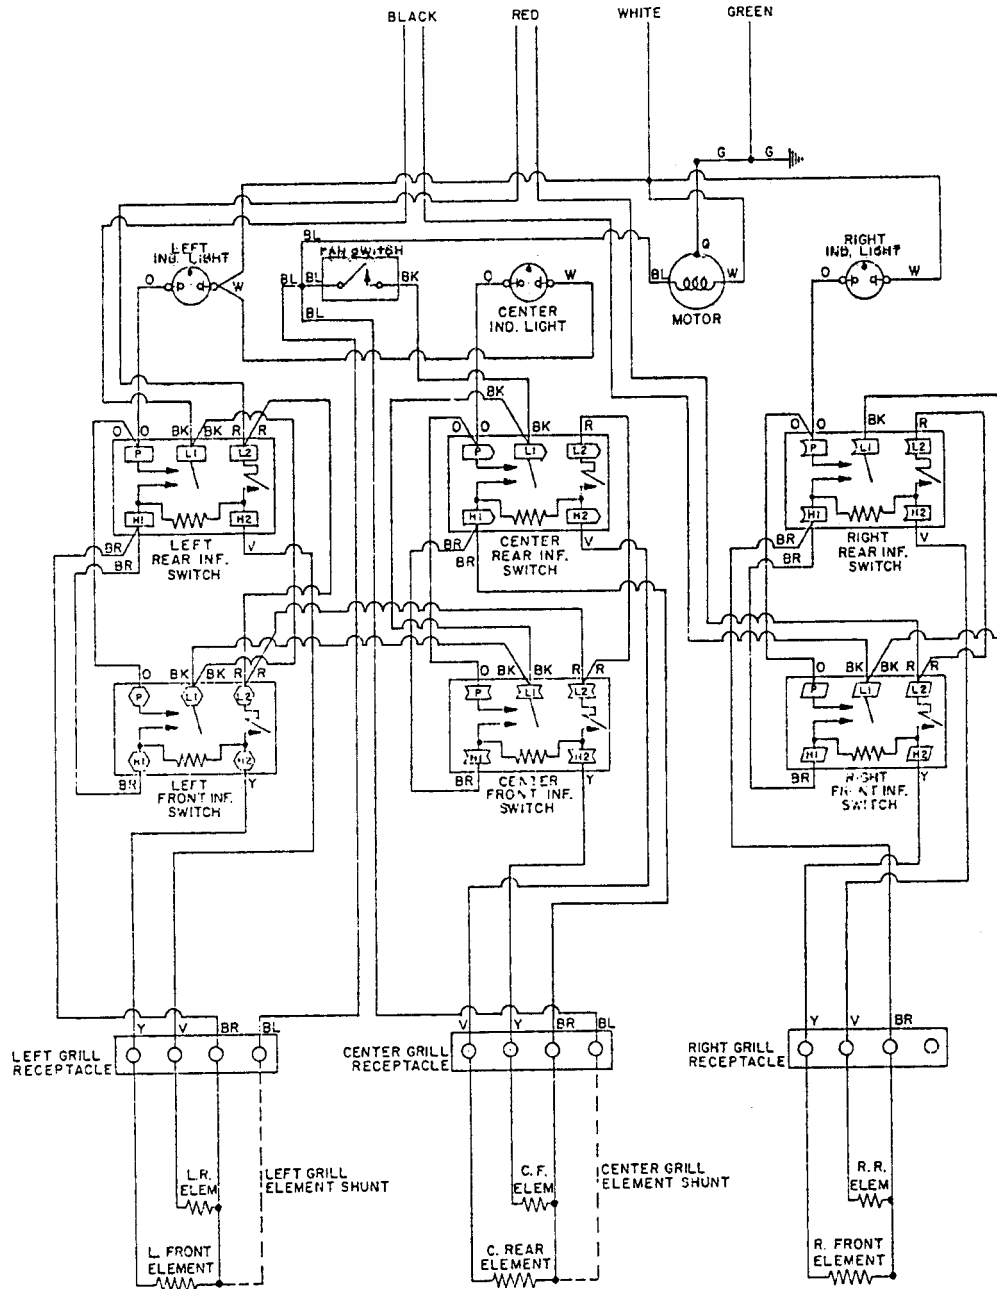 BLACK RED WHITE GREEN
G G
LEFT
IND. LIGHT
O W
BL
FAN SWITCH
BL BL BK
BL
O W
CENTER
IND. LIGHT
BL W
MOTOR
RIGHT
IND. LIGHT
O W
O O BK BK R R
P L1 L2
H1 H2
BR V
BR
LEFT
REAR INF.
SWITCH
BK
O O BK R
P L1 L2
H1 H2
BR V
BR
CENTER
REAR INF.
SWITCH
O O BK R
P L1 L2
H1 H2
BR V
BR
RIGHT
REAR INF.
SWITCH
O BK BK R R
P L1 L2
H1 H2
BR Y
LEFT
FRONT INF.
SWITCH
O BK BK R R
P L1 L2
H1 H2
BR Y
CENTER
FRONT INF.
SWITCH
O BK BK R R
P L1 L2
H1 H2
BR Y
RIGHT
FRONT INF.
SWITCH
Y V BR BL
LEFT GRILL
RECEPTACLE
V Y BR BL
CENTER GRILL
RECEPTACLE
Y V BR
RIGHT GRILL
RECEPTACLE
L.R.
ELEM
LEFT GRILL
ELEMENT SHUNT
L. FRONT
ELEMENT
C.F.
ELEM
CENTER GRILL
ELEMENT SHUNT
C. REAR
ELEMENT
R.R.
ELEM
R. FRONT
ELEMENT